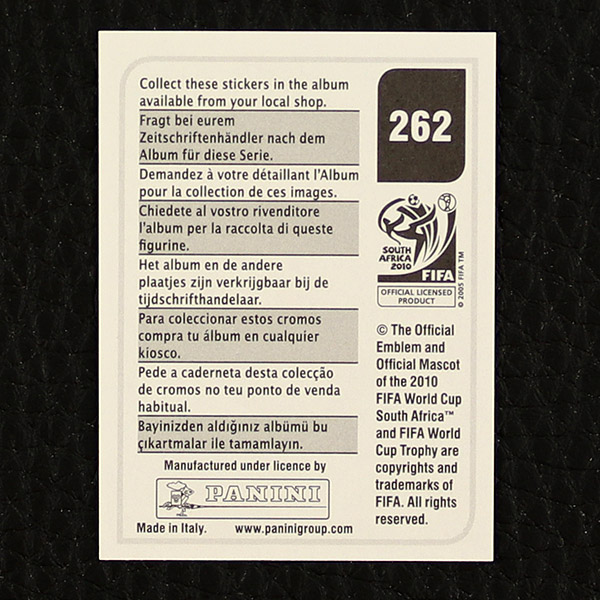 Collect these stickers in the album
available from your local shop.
Fragt bei eurem
Zeitschriftenhändler nach dem
Album für diese Serie.
Demandez à votre détaillant l'Album
pour la collection de ces images.
Chiedete al vostro rivenditore
l'album per la raccolta di queste
figurine.
Het album en de andere
plaatjes zijn verkrijgbaar bij de
tijdschrifthandelaar.
Para coleccionar estos cromos
compra tu álbum en cualquier
kiosco.
Pede a caderneta desta colecção
de cromos no teu ponto de venda
habitual.
Bayinizden aldığınız albümü bu
çıkartmalar ile tamamlayın.
Manufactured under licence by
PANINI
Made in Italy. www.paninigroup.com
262
SOUTH
AFRICA
2010
FIFA
OFFICIAL LICENSED
PRODUCT
© 2005 FIFA TM
© The Official
Emblem and
Official Mascot
of the 2010
FIFA World Cup
South Africa™
and FIFA World
Cup Trophy are
copyrights and
trademarks of
FIFA. All rights
reserved.